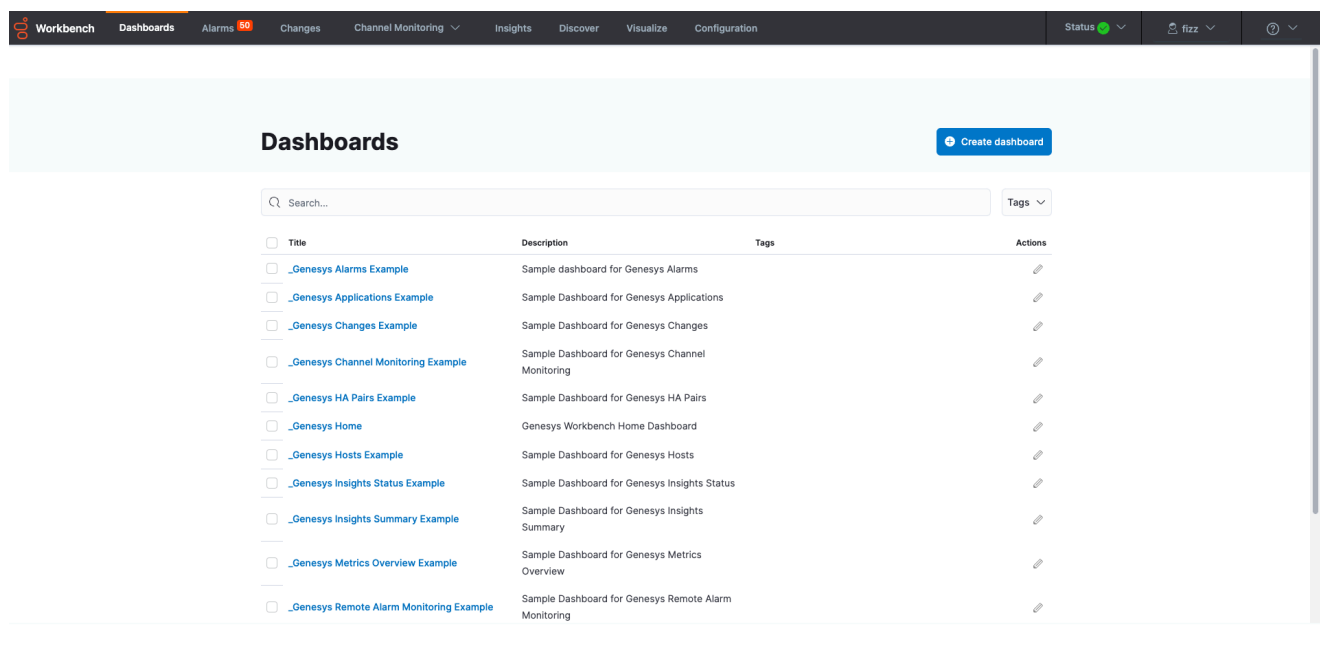 Workbench Dashboards Alarms 50 Changes Channel Monitoring Insights Discover Visualize Configuration Status fizz
Dashboards
Create dashboard
Search...
Tags
Title Description Tags Actions
_Genesys Alarms Example Sample dashboard for Genesys Alarms
_Genesys Applications Example Sample Dashboard for Genesys Applications
_Genesys Changes Example Sample Dashboard for Genesys Changes
_Genesys Channel Monitoring Example Sample Dashboard for Genesys Channel
Monitoring
_Genesys HA Pairs Example Sample Dashboard for Genesys HA Pairs
_Genesys Home Genesys Workbench Home Dashboard
_Genesys Hosts Example Sample Dashboard for Genesys Hosts
_Genesys Insights Status Example Sample Dashboard for Genesys Insights Status
_Genesys Insights Summary Example Sample Dashboard for Genesys Insights
Summary
_Genesys Metrics Overview Example Sample Dashboard for Genesys Metrics
Overview
_Genesys Remote Alarm Monitoring Example Sample Dashboard for Genesys Remote Alarm
Monitoring